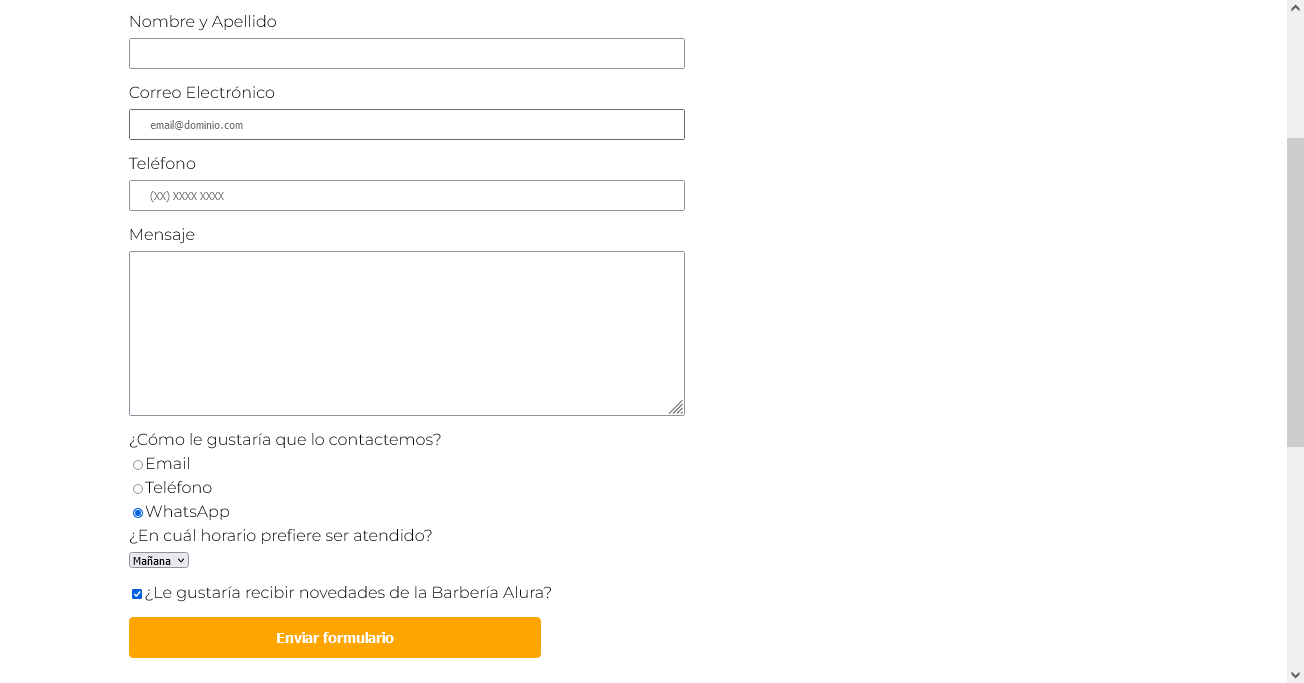 Nombre y Apellido
Correo Electrónico
email@dominio.com
Teléfono
(XX) XXXX XXXX
Mensaje
¿Cómo le gustaría que lo contactemos?
Email
Teléfono
WhatsApp
¿En cuál horario prefiere ser atendido?
Mañana
¿Le gustaría recibir novedades de la Barbería Alura?
Enviar formulario